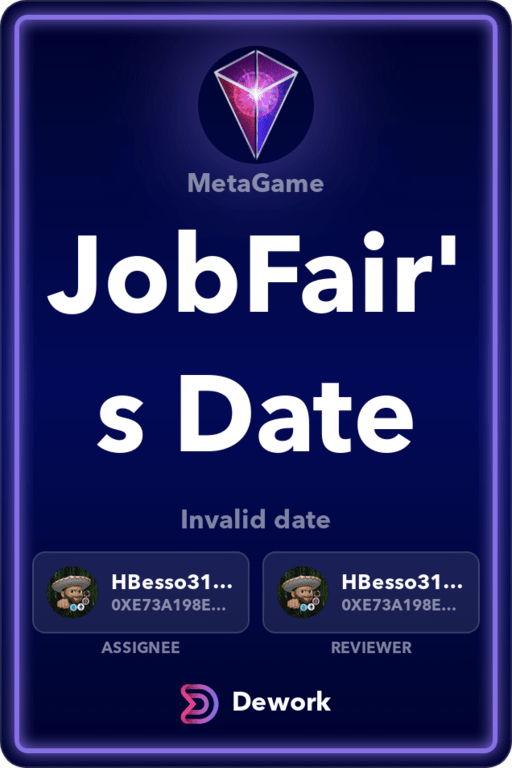 MetaGame
JobFair'
s Date
Invalid date
HBesso31... HBesso31...
0XE73A198E... 0XE73A198E...
ASSIGNEE REVIEWER
Dework